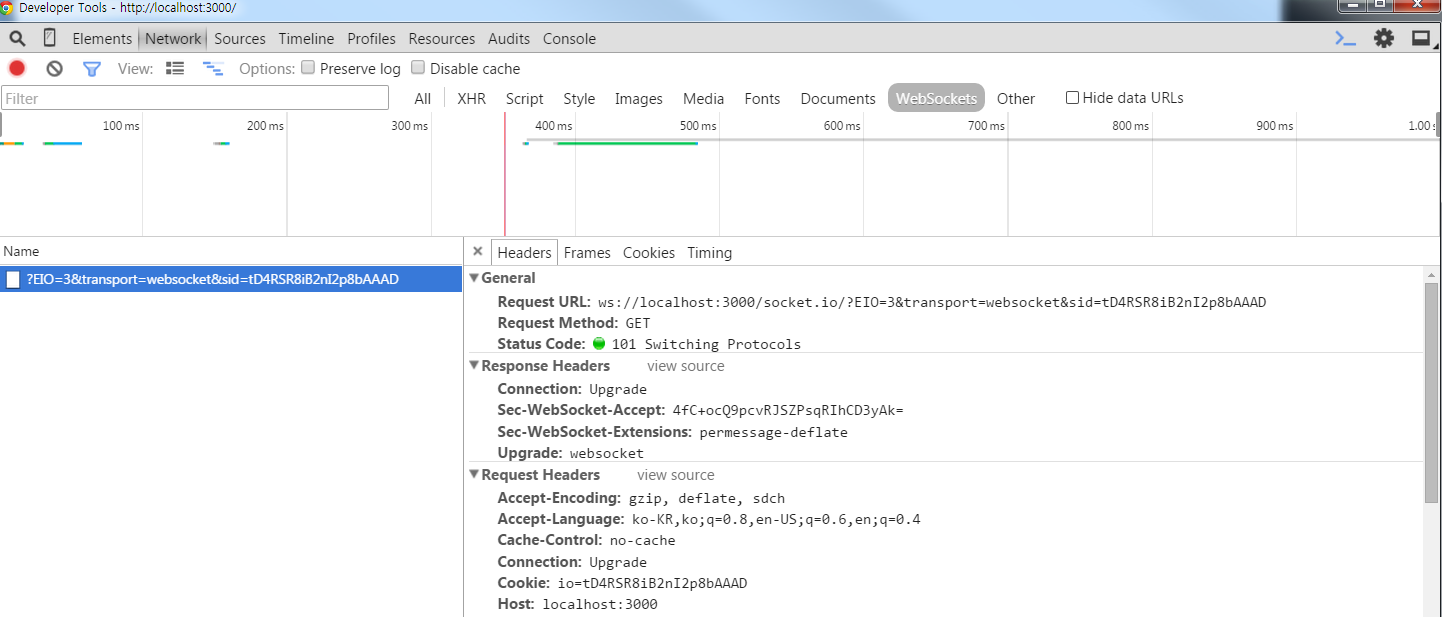 Developer Tools - http://localhost:3000/
Elements Network Sources Timeline Profiles Resources Audits Console
View: Options: Preserve log Disable cache
Filter All XHR Script Style Images Media Fonts Documents WebSockets Other Hide data URLs
100 ms 200 ms 300 ms 400 ms 500 ms 600 ms 700 ms 800 ms 900 ms 1.00 s
Name × Headers Frames Cookies Timing
?EIO=3&transport=websocket&sid=tD4RSR8iB2nI2p8bAAAD
General
Request URL: ws://localhost:3000/socket.io/?EIO=3&transport=websocket&sid=tD4RSR8iB2nI2p8bAAAD
Request Method: GET
Status Code: 101 Switching Protocols
Response Headers view source
Connection: Upgrade
Sec-WebSocket-Accept: 4fC+ocQ9pcvRJSZPsqRIhCD3yAk=
Sec-WebSocket-Extensions: permessage-deflate
Upgrade: websocket
Request Headers view source
Accept-Encoding: gzip, deflate, sdch
Accept-Language: ko-KR,ko;q=0.8,en-US;q=0.6,en;q=0.4
Cache-Control: no-cache
Connection: Upgrade
Cookie: io=tD4RSR8iB2nI2p8bAAAD
Host: localhost:3000